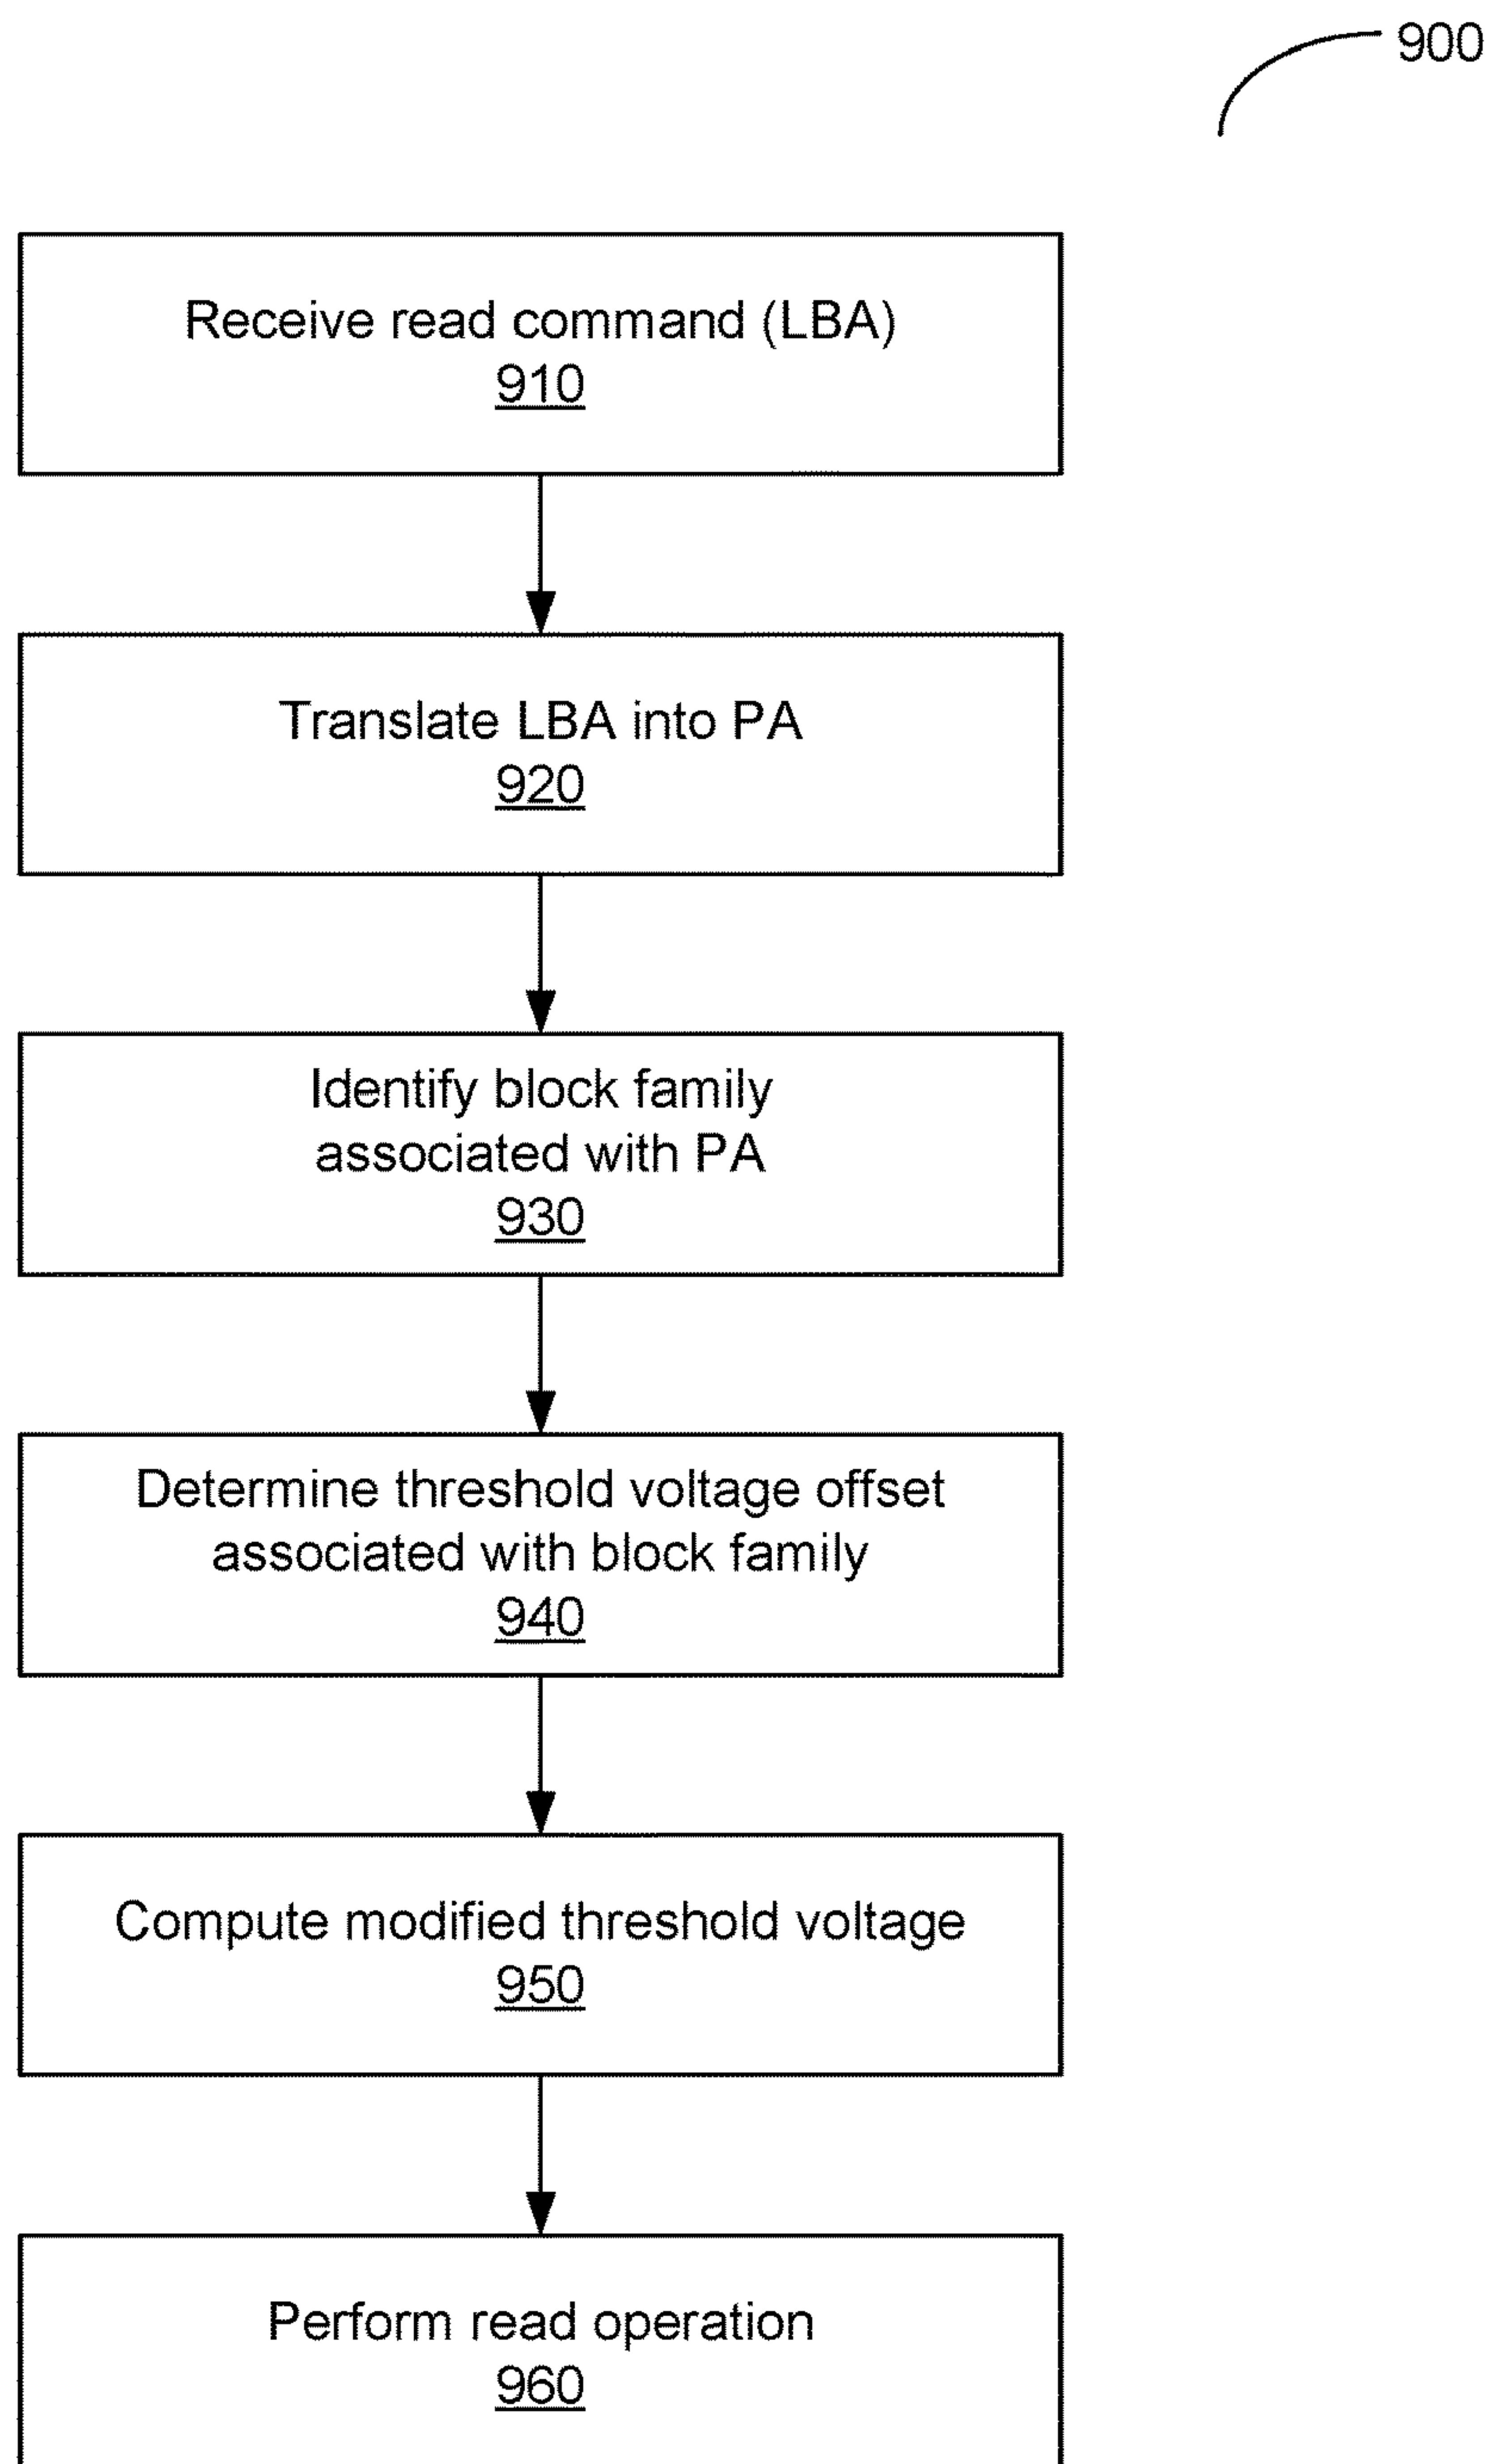 900
Receive read command (LBA)
910
Translate LBA into PA
920
Identify block family
associated with PA
930
Determine threshold voltage offset
associated with block family
940
Compute modified threshold voltage
950
Perform read operation
960